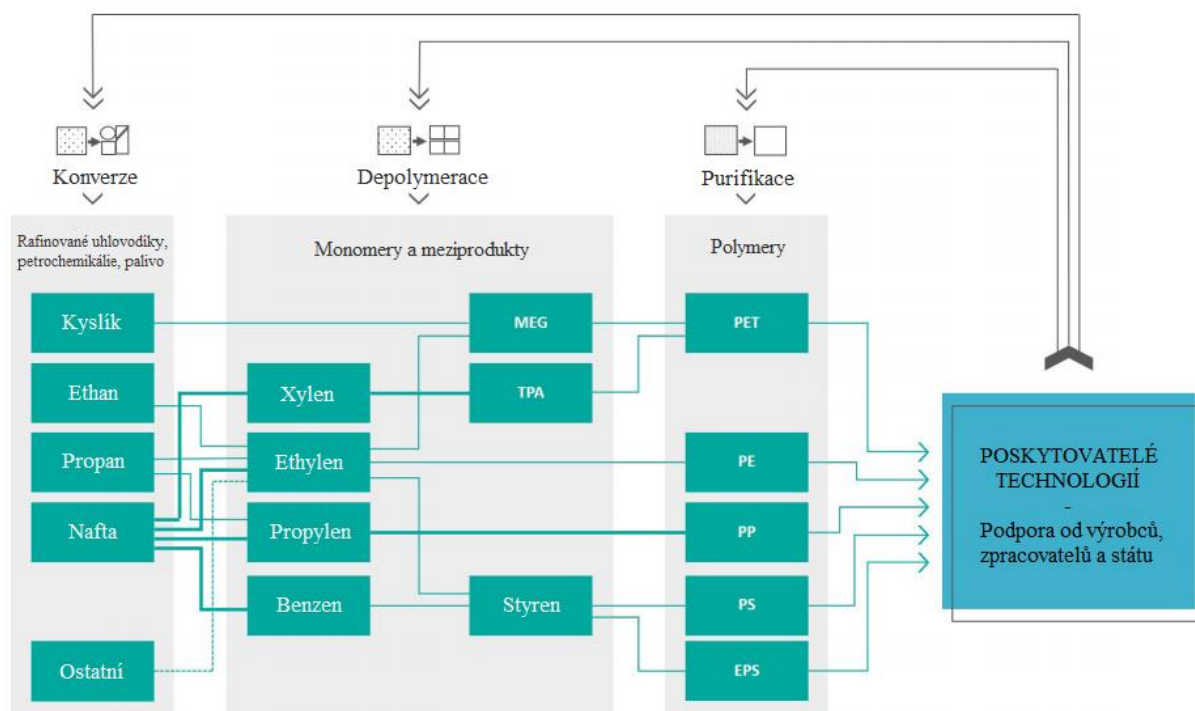 Konverze
Depolymerace
Purifikace
Rafinované uhlovodíky,
petrochemikálie, palivo
Monomery a meziprodukty
Polymery
Kyslík
MEG
PET
Ethan
Xylen
TPA
Propan
Ethylen
PE
Nafta
Propylen
PP
Benzen
Styren
PS
Ostatní
EPS
POSKYTOVATELÉ
TECHNOLOGIÍ
-
Podpora od výrobců,
zpracovatelů a státu